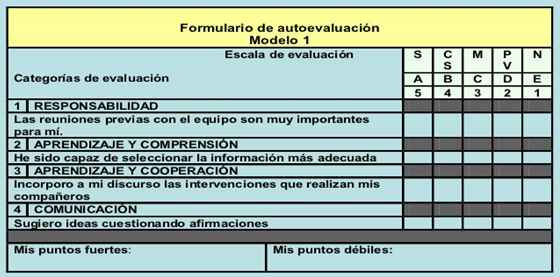 Formulario de autoevaluación
Modelo 1
Escala de evaluación
S CS M PV N
Categorías de evaluación
A B C D E
5 4 3 2 1
1 RESPONSABILIDAD
Las reuniones previas con el equipo son muy importantes
para mí.
2 APRENDIZAJE Y COMPRENSIÓN
He sido capaz de seleccionar la información más adecuada
3 APRENDIZAJE Y COOPERACIÓN
Incorporo a mi discurso las intervenciones que realizan mis
compañeros
4 COMUNICACIÓN
Sugiero ideas cuestionando afirmaciones
Mis puntos fuertes: Mis puntos débiles: